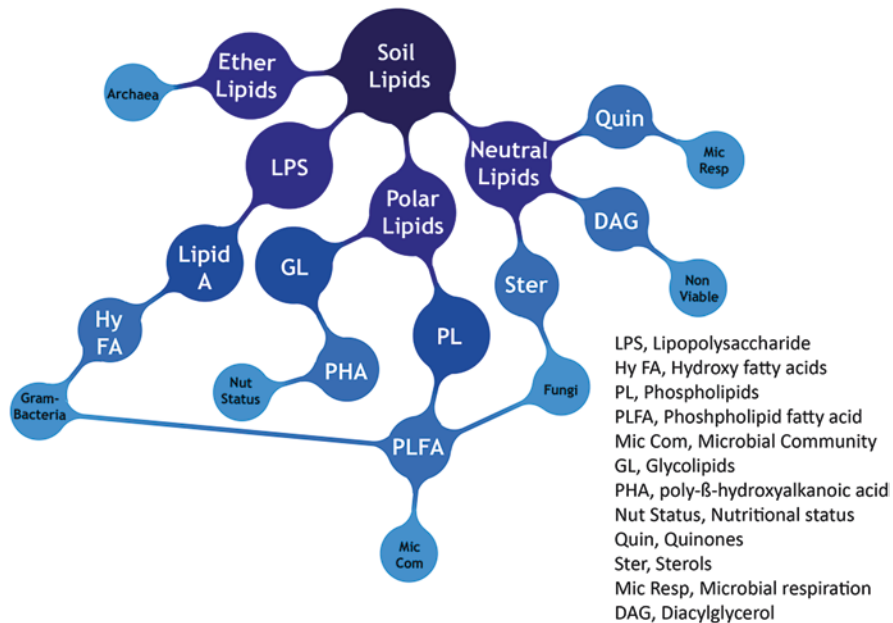 Soil
Lipids
Ether
Lipids
Archaea
LPS
Polar
Lipids
Neutral
Lipids
Quin
Mic
Resp
DAG
Non
Viable
Lipid
A
GL
Ster
Hy
FA
PL
PHA
Nut
Status
Fungi
Gram-
Bacteria
PLFA
Mic
Com
LPS, Lipopolysaccharide
Hy FA, Hydroxy fatty acids
PL, Phospholipids
PLFA, Phoshpholipid fatty acid
Mic Com, Microbial Community
GL, Glycolipids
PHA, poly-ß-hydroxyalkanoic acid
Nut Status, Nutritional status
Quin, Quinones
Ster, Sterols
Mic Resp, Microbial respiration
DAG, Diacylglycerol